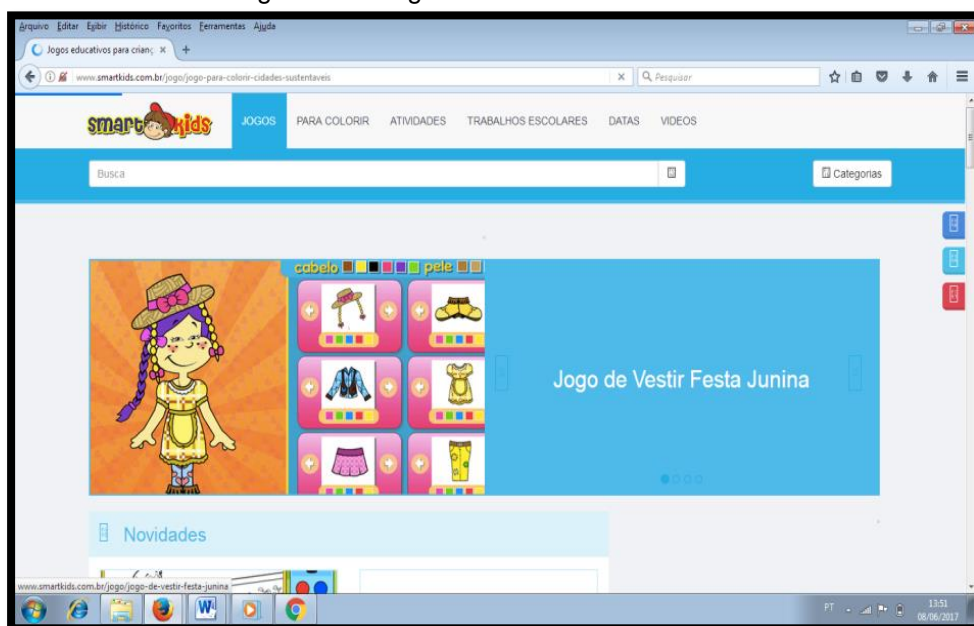 Arquivo Editar Exibir Histórico Favoritos Ferramentas Ajuda
Jogos educativos para crianç × +
www.smartkids.com.br/jogo/jogo-para-colorir-cidades-sustentaveis
Pesquisar
smart kids
JOGOS PARA COLORIR ATIVIDADES TRABALHOS ESCOLARES DATAS VIDEOS
Busca
Categorias
cabelo pele
Jogo de Vestir Festa Junina
Novidades
www.smartkids.com.br/jogo/jogo-de-vestir-festa-junina
PT
13:51
08/06/2017